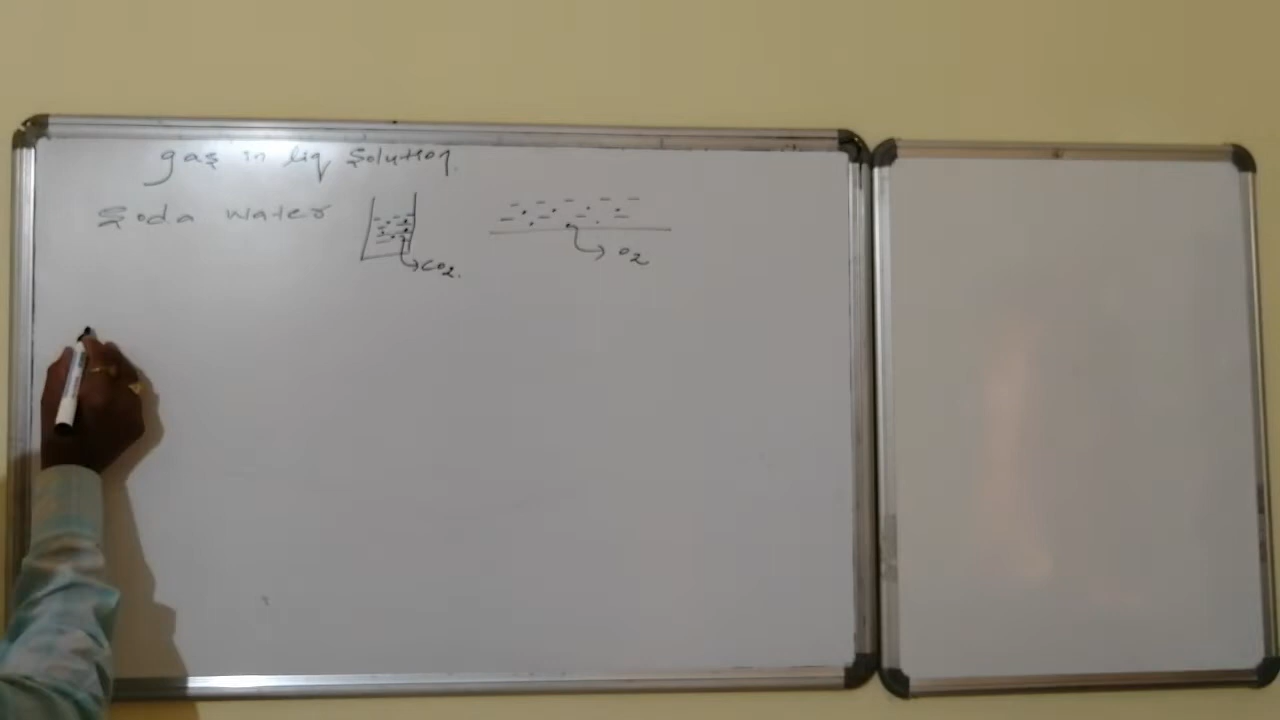 gas in liq solution.
Soda water
CO2.
O2